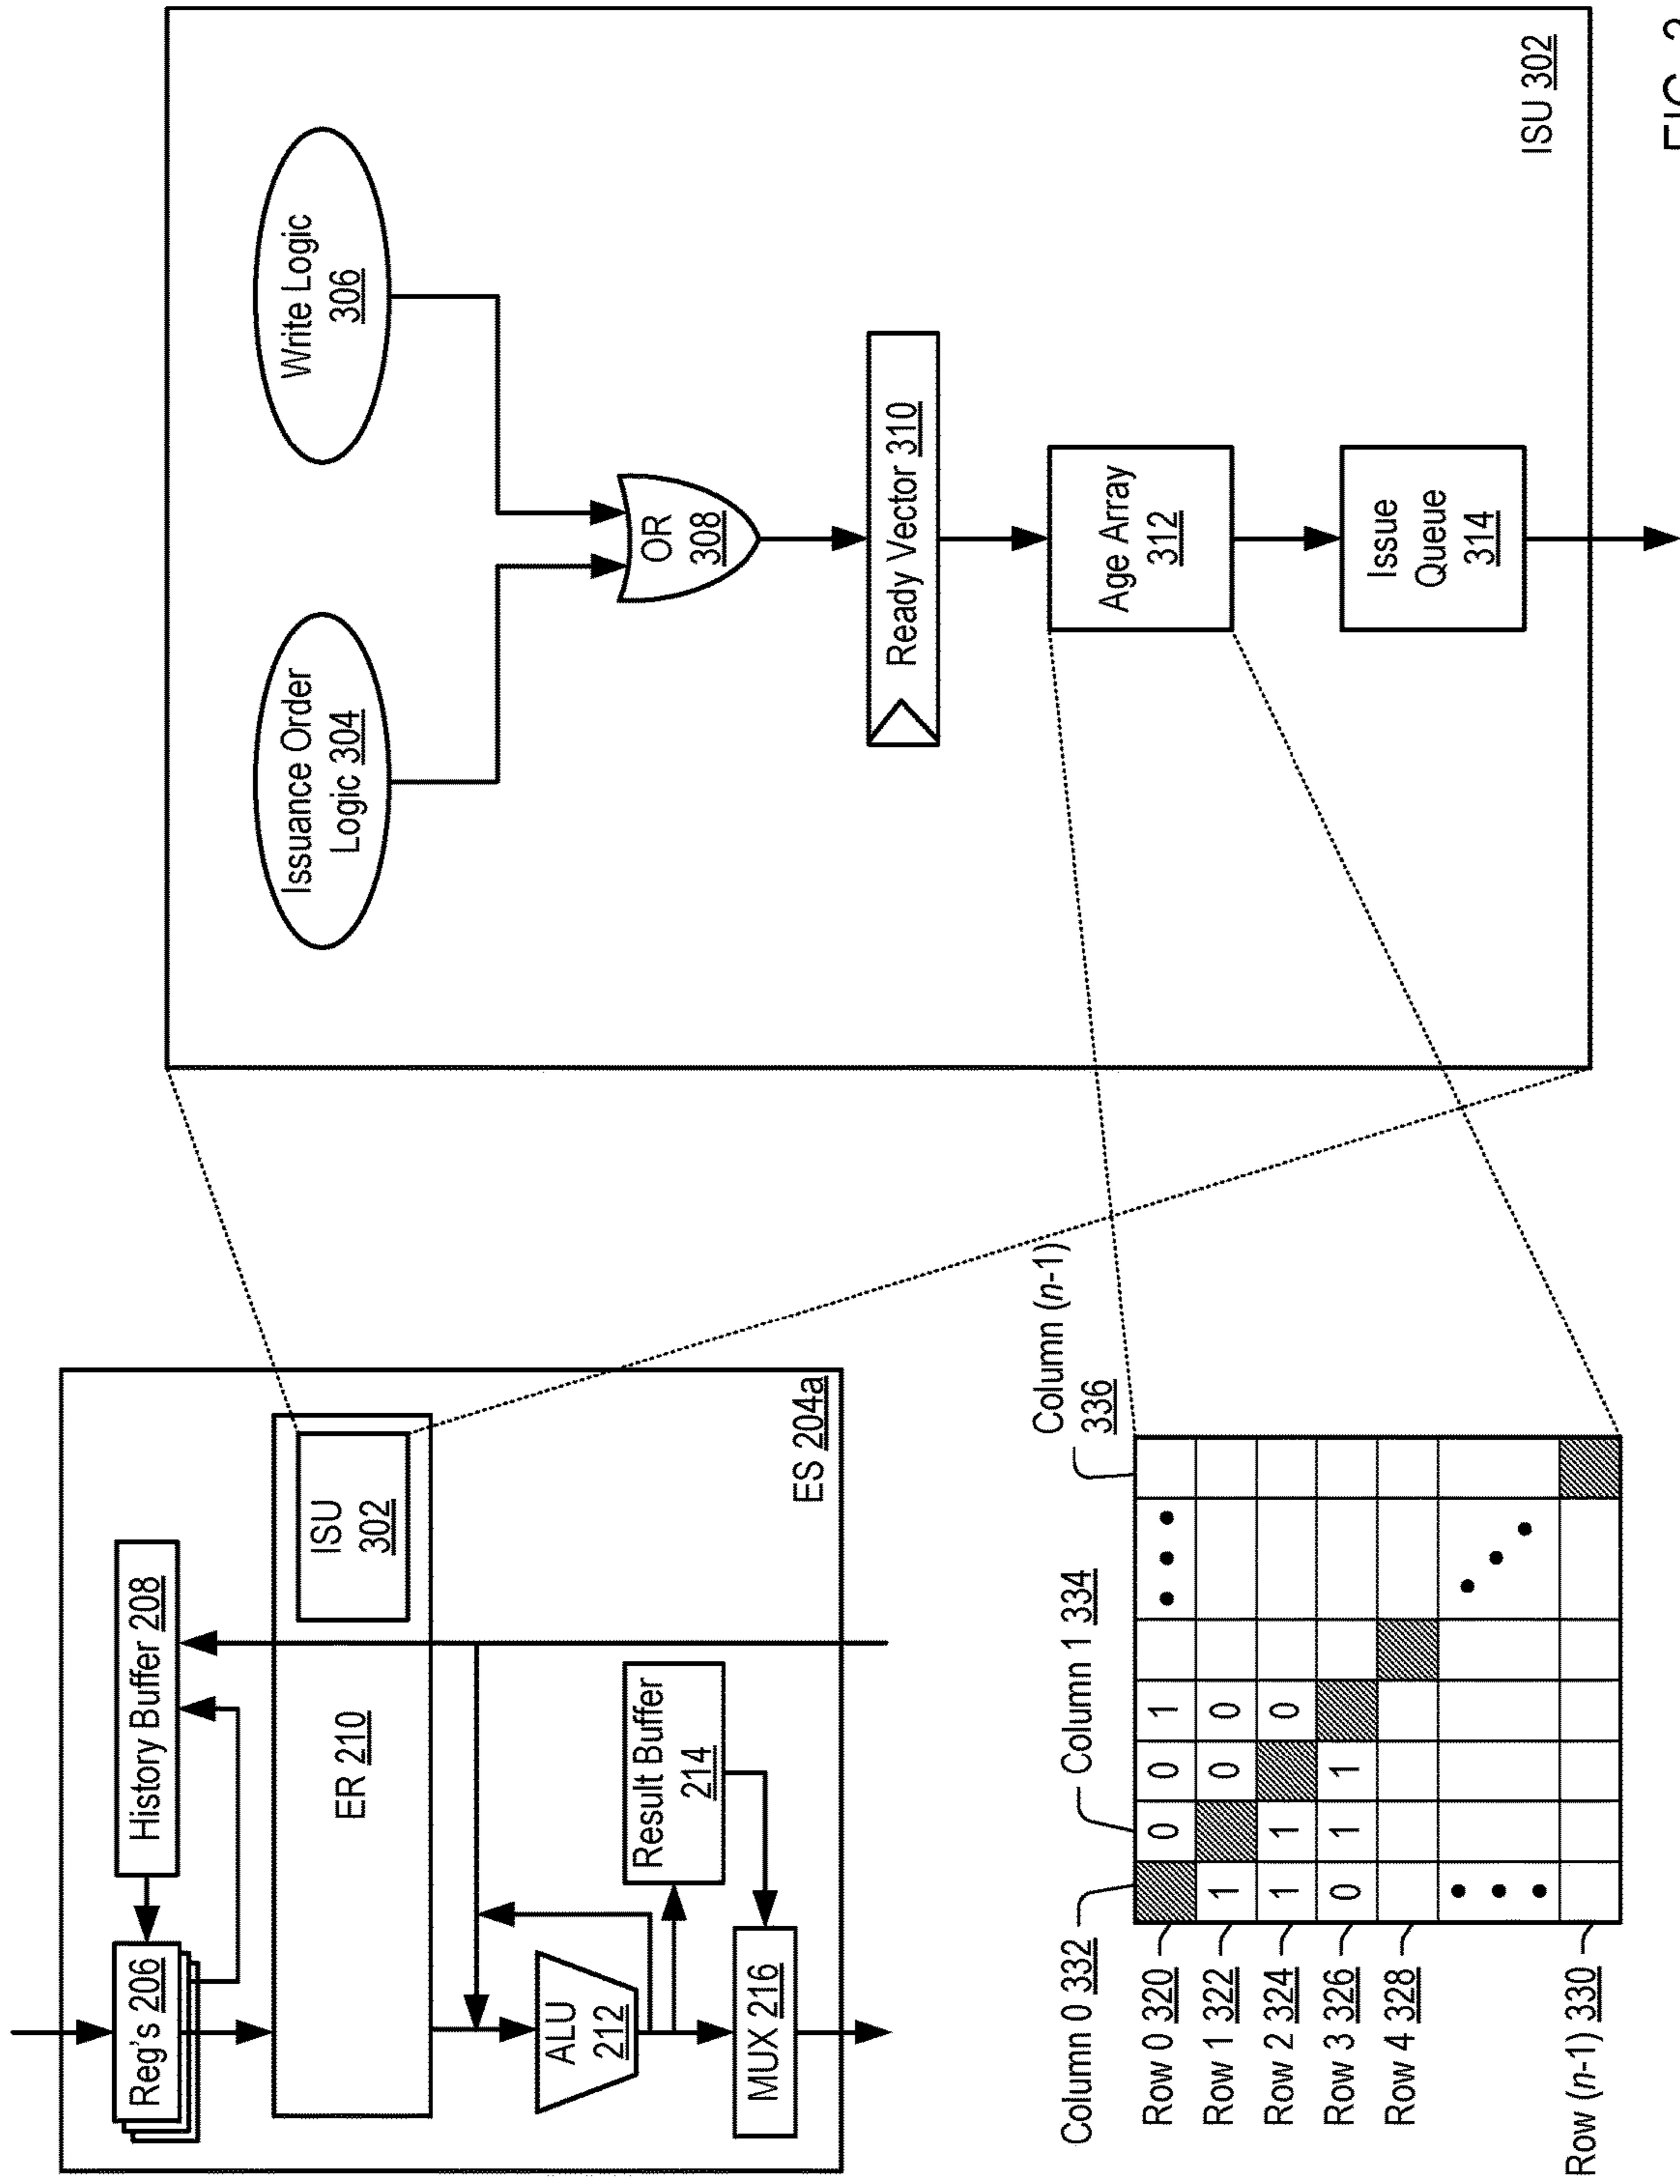 Reg's 206
History Buffer 208
ER 210
ISU
302
ALU
212
Result Buffer
214
MUX 216
ES 204a
Issuance Order
Logic 304
Write Logic
306
OR
308
Ready Vector 310
Age Array
312
Issue
Queue
314
ISU 302
Column 0 332
Column 1 334
Column (n-1)
336
Row 0 320 0 0 1
Row 1 322 1 0 0
Row 2 324 1 1 0
Row 3 326 0 1 1
Row 4 328
Row (n-1) 330
FIG.